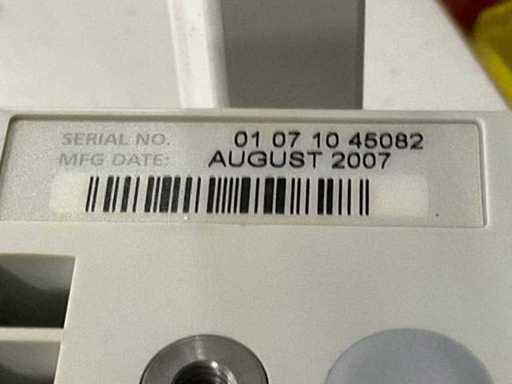 SERIAL NO. 01 07 10 45082
MFG DATE: AUGUST 2007